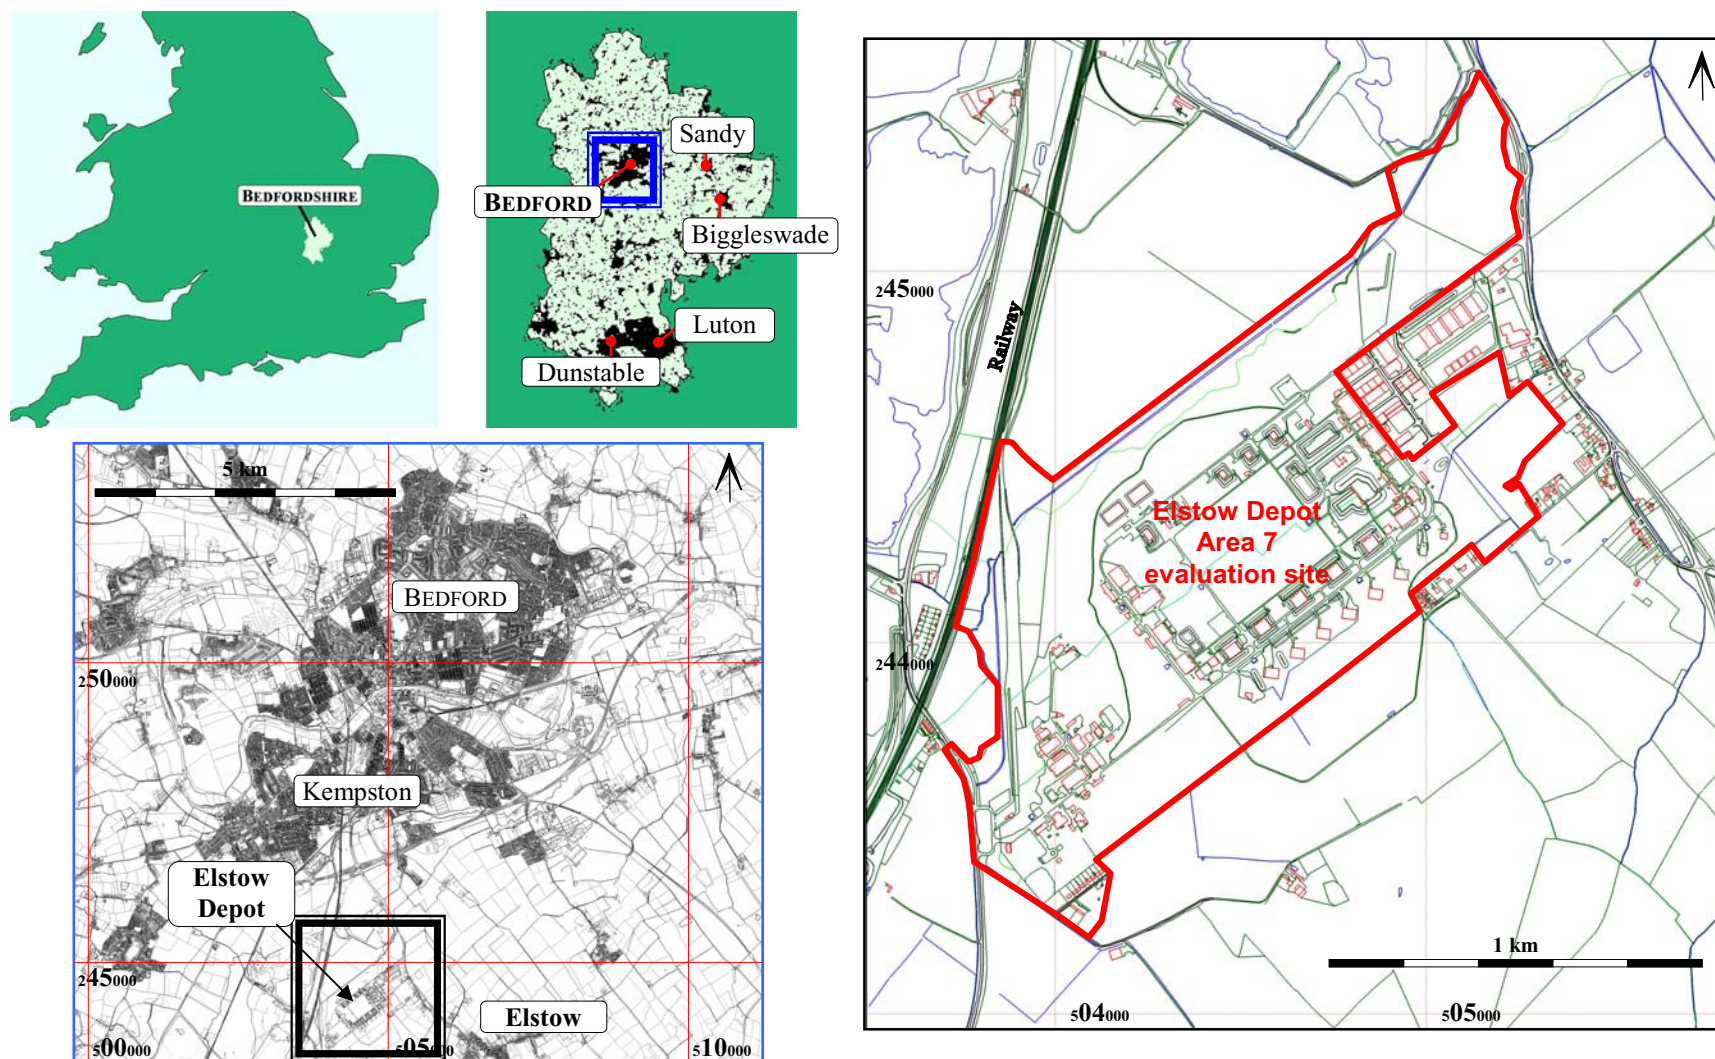 BEDFORDSHIRE
Sandy
BEDFORD
Biggleswade
Luton
Dunstable
5 km
BEDFORD
250000
Kempston
Elstow
Depot
245000
Elstow
500000
505000
510000
Railway
245000
Elstow Depot
Area 7
evaluation site
244000
1 km
504000
505000